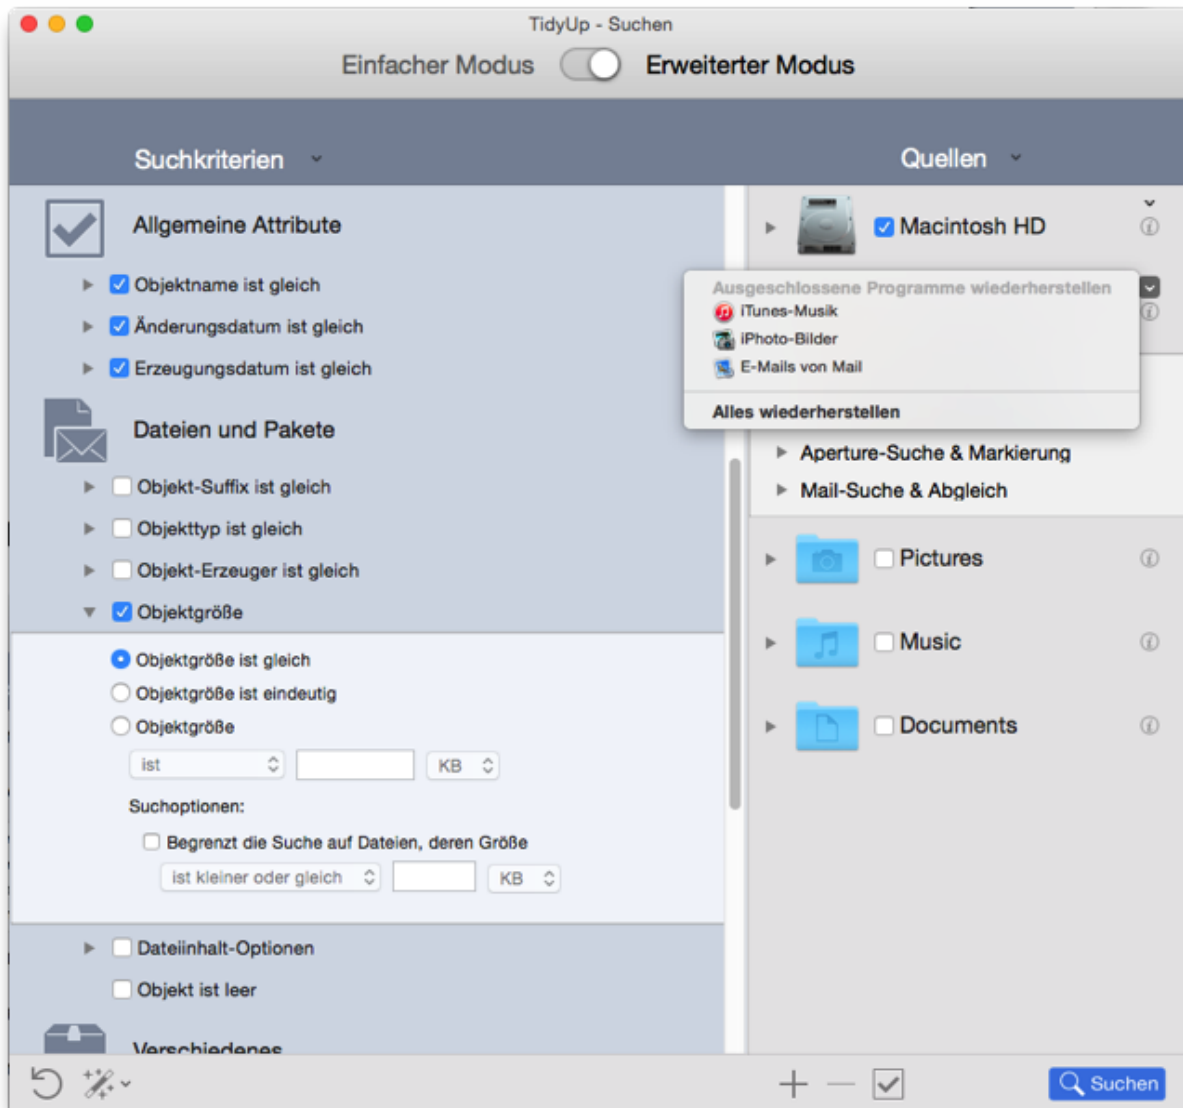 TidyUp - Suchen
Einfacher Modus Erweiterter Modus
Suchkriterien
Allgemeine Attribute
Objektname ist gleich
Änderungsdatum ist gleich
Erzeugungsdatum ist gleich
Dateien und Pakete
Objekt-Suffix ist gleich
Objekttyp ist gleich
Objekt-Erzeuger ist gleich
Objektgröße
Objektgröße ist gleich
Objektgröße ist eindeutig
Objektgröße
ist KB
Suchoptionen:
Begrenzt die Suche auf Dateien, deren Größe
ist kleiner oder gleich KB
Dateiinhalt-Optionen
Objekt ist leer
Verschiedenes
Quellen
Macintosh HD
Ausgeschlossene Programme wiederherstellen
iTunes-Musik
iPhoto-Bilder
E-Mails von Mail
Alles wiederherstellen
Aperture-Suche & Markierung
Mail-Suche & Abgleich
Pictures
Music
Documents
Suchen